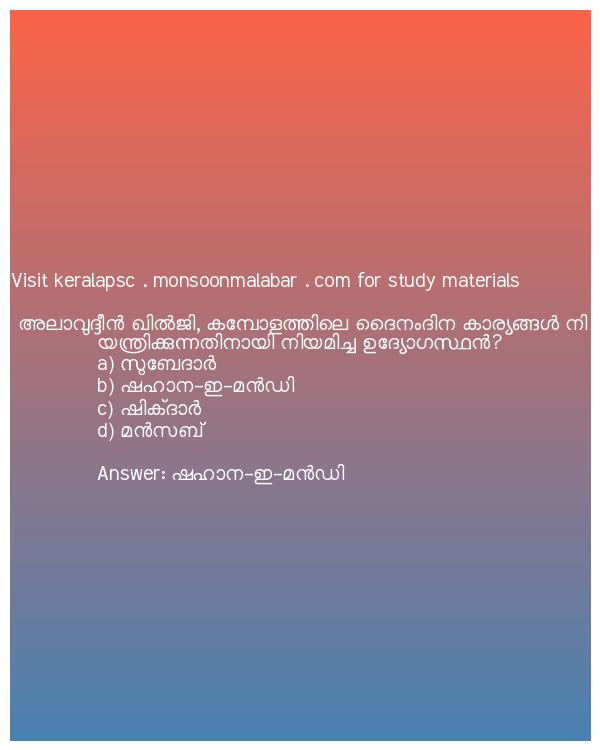 Visit keralapsc . monsoonmalabar . com for study materials
അലാവുദ്ദീൻ ഖിൽജി, കമ്പോളത്തിലെ ദൈനംദിന കാര്യങ്ങൾ നി
യന്ത്രിക്കുന്നതിനായി നിയമിച്ച ഉദ്യോഗസ്ഥൻ?
a) സുബേദാർ
b) ഷഹാന-ഇ-മൻഡി
c) ഷിക്ദാർ
d) മൻസബ്
Answer: ഷഹാന-ഇ-മൻഡി